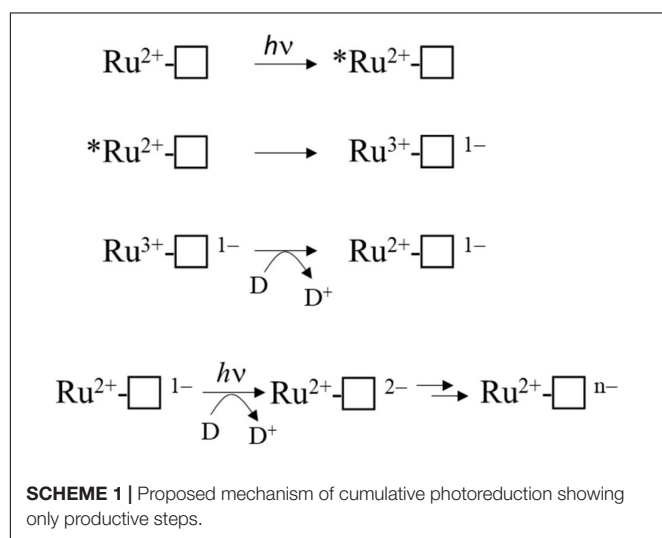 Ru²⁺-□ hν *Ru²⁺-□
*Ru²⁺-□ Ru³⁺-□ ¹⁻
Ru³⁺-□ ¹⁻ Ru²⁺-□ ¹⁻
D D⁺
Ru²⁺-□ ¹⁻ hν Ru²⁺-□ ²⁻ Ru²⁺-□ ⁿ⁻
D D⁺
SCHEME 1 | Proposed mechanism of cumulative photoreduction showing
only productive steps.